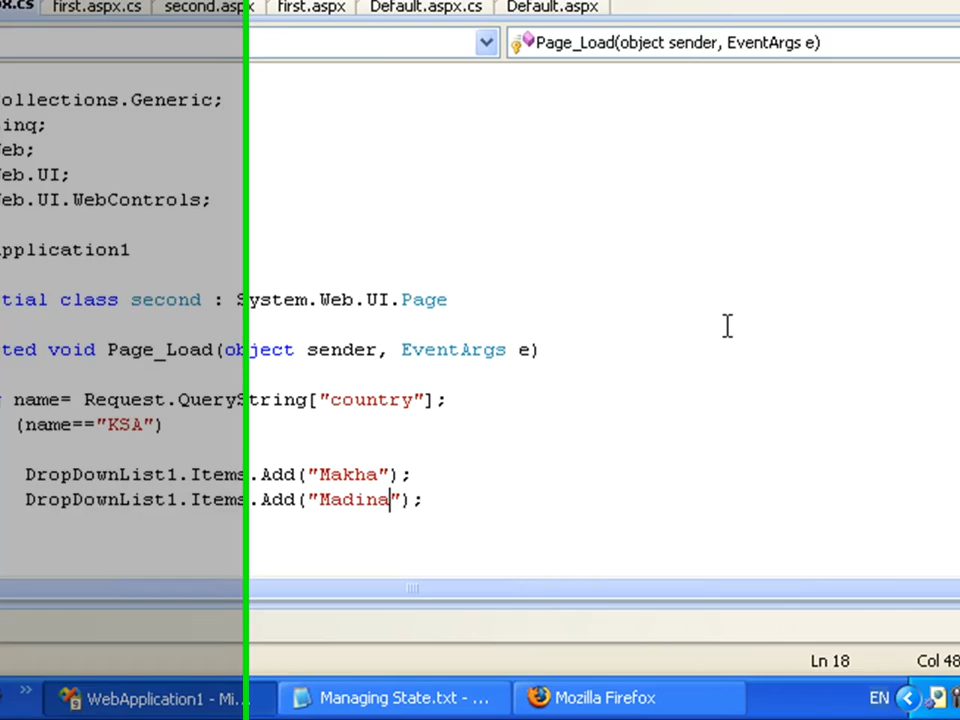 first.aspx.cs second.aspx first.aspx Default.aspx.cs Default.aspx
Page_Load(object sender, EventArgs e)
ollections.Generic;
inq;
eb;
eb.UI;
eb.UI.WebControls;
pplication1
tial class second : System.Web.UI.Page
ted void Page_Load(object sender, EventArgs e)
name= Request.QueryString["country"];
(name=="KSA")
DropDownList1.Items.Add("Makha");
DropDownList1.Items.Add("Madina");
Ln 18 Col 48
WebApplication1 - Mi... Managing State.txt - ... Mozilla Firefox EN